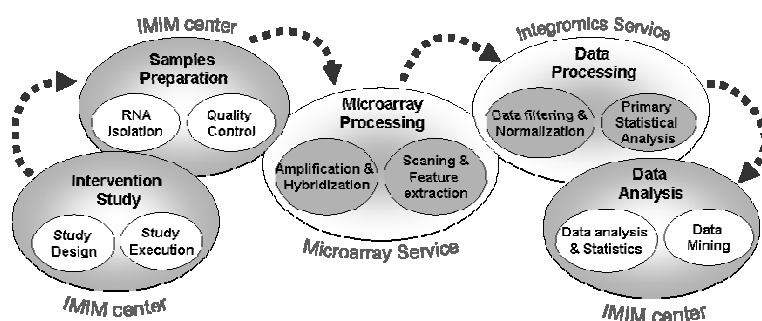 IMIM center
Samples
Preparation
RNA
Isolation
Quality
Control
Intervention
Study
Study
Design
Study
Execution
IMIM center
Microarray
Processing
Amplification &
Hybridization
Scaning &
Feature
extraction
Microarray Service
Integromics Service
Data
Processing
Data filtering &
Normalization
Primary
Statistical
Analysis
Data
Analysis
Data analysis
& Statistics
Data
Mining
IMIM center